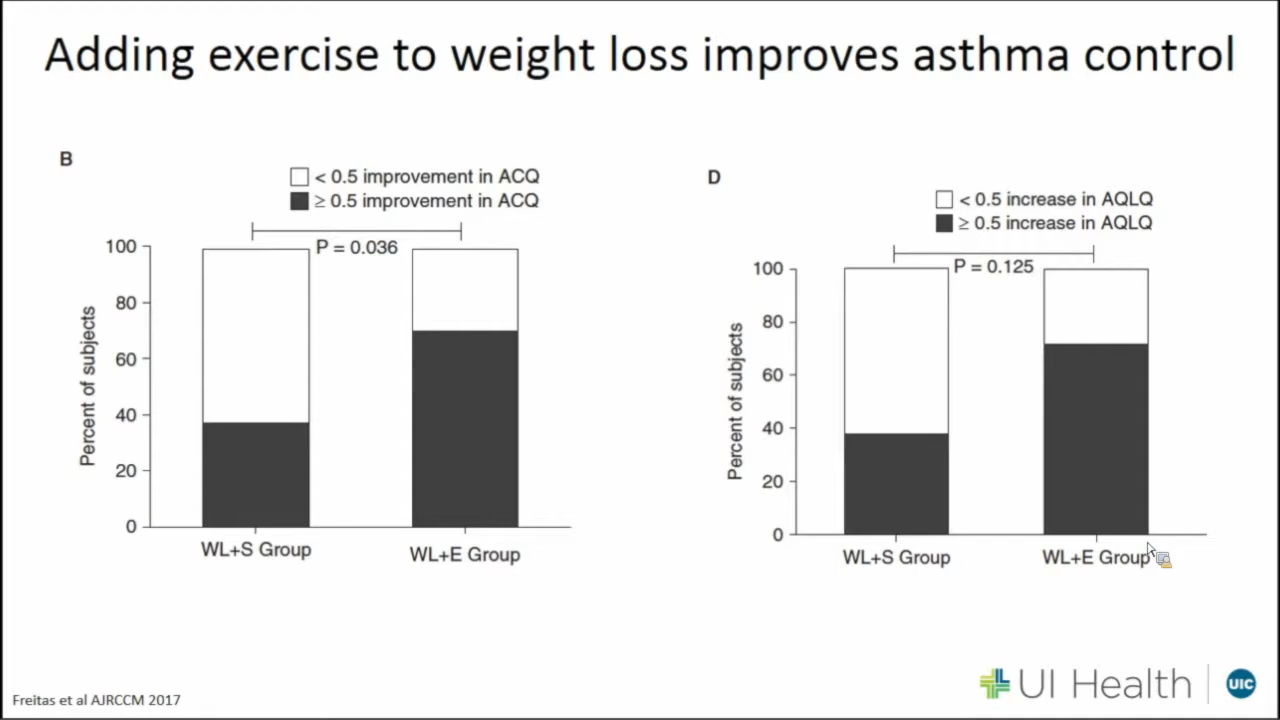 Adding exercise to weight loss improves asthma control
B
< 0.5 improvement in ACQ
≥ 0.5 improvement in ACQ
P = 0.036
100
80
60
40
20
0
Percent of subjects
WL+S Group
WL+E Group
D
< 0.5 increase in AQLQ
≥ 0.5 increase in AQLQ
P = 0.125
100
80
60
40
20
0
Percent of subjects
WL+S Group
WL+E Group
Freitas et al AJRCCM 2017
UI Health
UIC